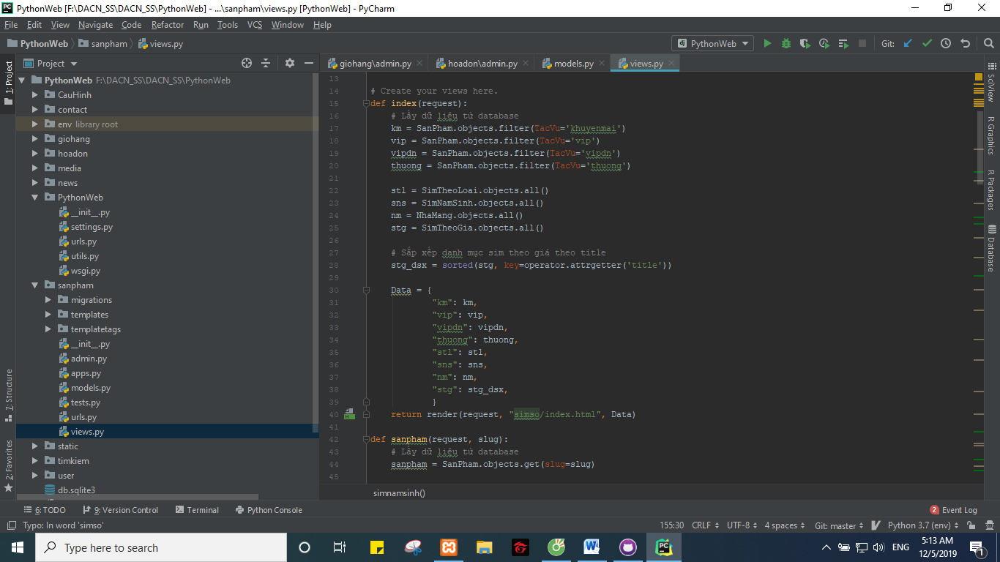 PythonWeb [F:\DACN_SS\DACN_SS\PythonWeb] - ...\sanpham\views.py [PythonWeb] - PyCharm
File Edit View Navigate Code Refactor Run Tools VCS Window Help
PythonWeb sanpham views.py PythonWeb Git:
Project
giohang\admin.py hoadon\admin.py models.py views.py
1: Project
PythonWeb F:\DACN_SS\DACN_SS\PythonWeb
CauHinh
contact
env library root
giohang
hoadon
media
news
PythonWeb
__init__.py
settings.py
urls.py
utils.py
wsgi.py
sanpham
migrations
templates
templatetags
__init__.py
admin.py
apps.py
models.py
tests.py
urls.py
views.py
static
timkiem
user
db.sqlite3
7: Structure
2: Favorites
13
14 # Create your views here.
15 def index(request):
16 # Lấy dữ liệu từ database
17 km = SanPham.objects.filter(TacVu='khuyenmai')
18 vip = SanPham.objects.filter(TacVu='vip')
19 vipdn = SanPham.objects.filter(TacVu='vipdn')
20 thuong = SanPham.objects.filter(TacVu='thuong')
21
22 stl = SimTheoLoai.objects.all()
23 sns = SimNamSinh.objects.all()
24 nm = NhaMang.objects.all()
25 stg = SimTheoGia.objects.all()
26
27 # Sắp xếp danh mục sim theo giá theo title
28 stg_dsx = sorted(stg, key=operator.attrgetter('title'))
29
30 Data = {
31 "km": km,
32 "vip": vip,
33 "vipdn": vipdn,
34 "thuong": thuong,
35 "stl": stl,
36 "sns": sns,
37 "nm": nm,
38 "stg": stg_dsx,
39 }
40 return render(request, "simso/index.html", Data)
41
42 def sanpham(request, slug):
43 # Lấy dữ liệu từ database
44 sanpham = SanPham.objects.get(slug=slug)
45
simnamsinh()
SciView
R Graphics
R Packages
Database
6: TODO 9: Version Control Terminal Python Console 2 Event Log
Typo: In word 'simso' 155:30 CRLF UTF-8 4 spaces Git: master Python 3.7 (env)
Type here to search
ENG
5:13 AM
12/5/2019
1